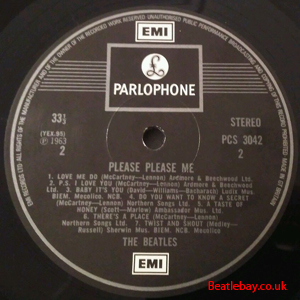 EMI
PARLOPHONE
33⅓
STEREO
(YEX.95)
PCS 3042
℗ 1963
2
2
PLEASE PLEASE ME
1. LOVE ME DO (McCartney—Lennon) Ardmore & Beechwood Ltd.
2. P.S. I LOVE YOU (McCartney—Lennon) Ardmore & Beechwood
Ltd. 3. BABY IT'S YOU (David—Williams—Bacharach) Ludix Mus.
BIEM. Mecolico. NCB. 4. DO YOU WANT TO KNOW A SECRET
(McCartney—Lennon) Northern Songs Ltd. 5. A TASTE OF
HONEY (Scott—Marlow) Ambassador Mus. Ltd.
6. THERE'S A PLACE (McCartney—Lennon)
Northern Songs Ltd. 7. TWIST AND SHOUT (Medley—
Russell) Sherwin Mus. BIEM. NCB. Mecolico
THE BEATLES
EMI
Beatlebay.co.uk